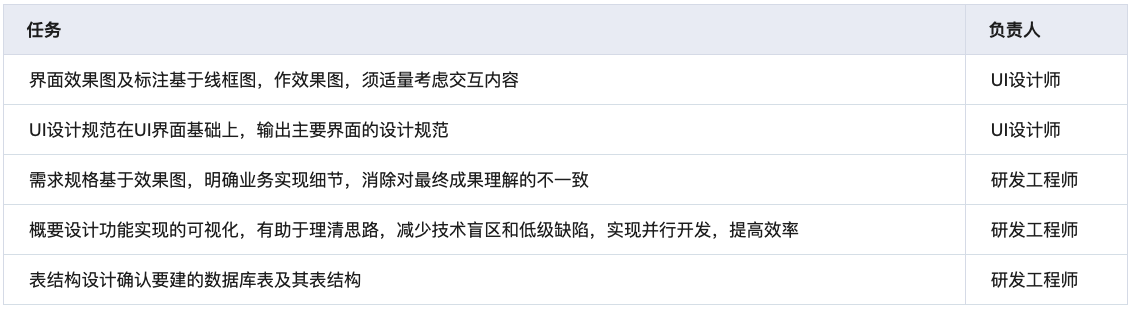 任务 负责人
界面效果图及标注基于线框图，作效果图，须适量考虑交互内容 UI设计师
UI设计规范在UI界面基础上，输出主要界面的设计规范 UI设计师
需求规格基于效果图，明确业务实现细节，消除对最终成果理解的不一致 研发工程师
概要设计功能实现的可视化，有助于理清思路，减少技术盲区和低级缺陷，实现并行开发，提高效率 研发工程师
表结构设计确认要建的数据库表及其表结构 研发工程师